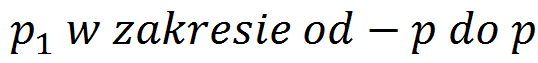 p₁ w zakresie od − p do p